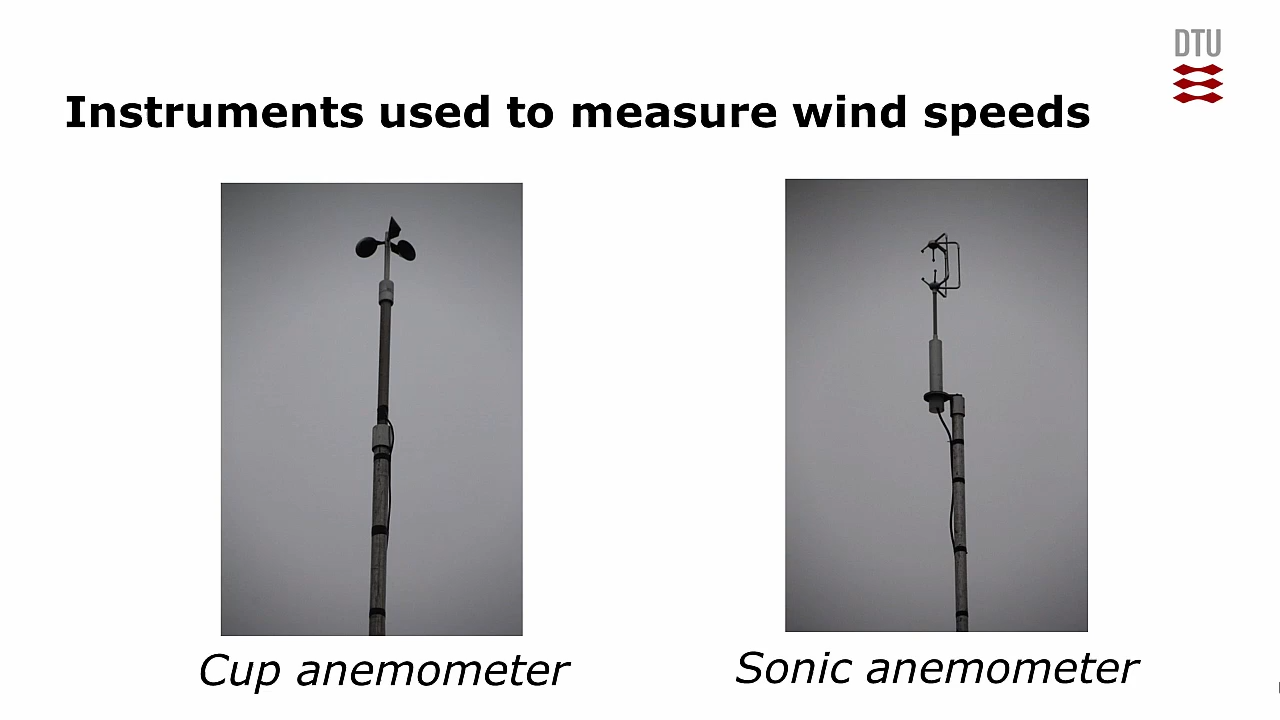 DTU
Instruments used to measure wind speeds
Cup anemometer
Sonic anemometer